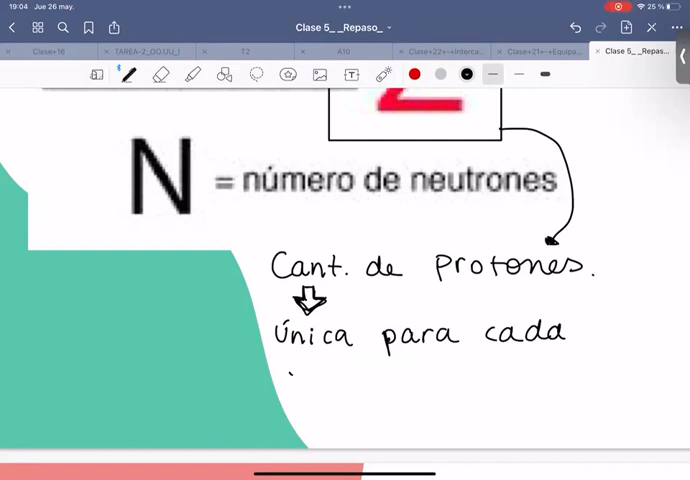 19:04 Jue 26 may.
25 %
Clase 5_ _Repaso_
Clase+16
TAREA-2_OO.UU_I
T2
A10
Clase+22+-+Interca...
Clase+21+-+Equipa...
Clase 5_ _Repas...
N = número de neutrones
Cant. de protones.
Única para cada